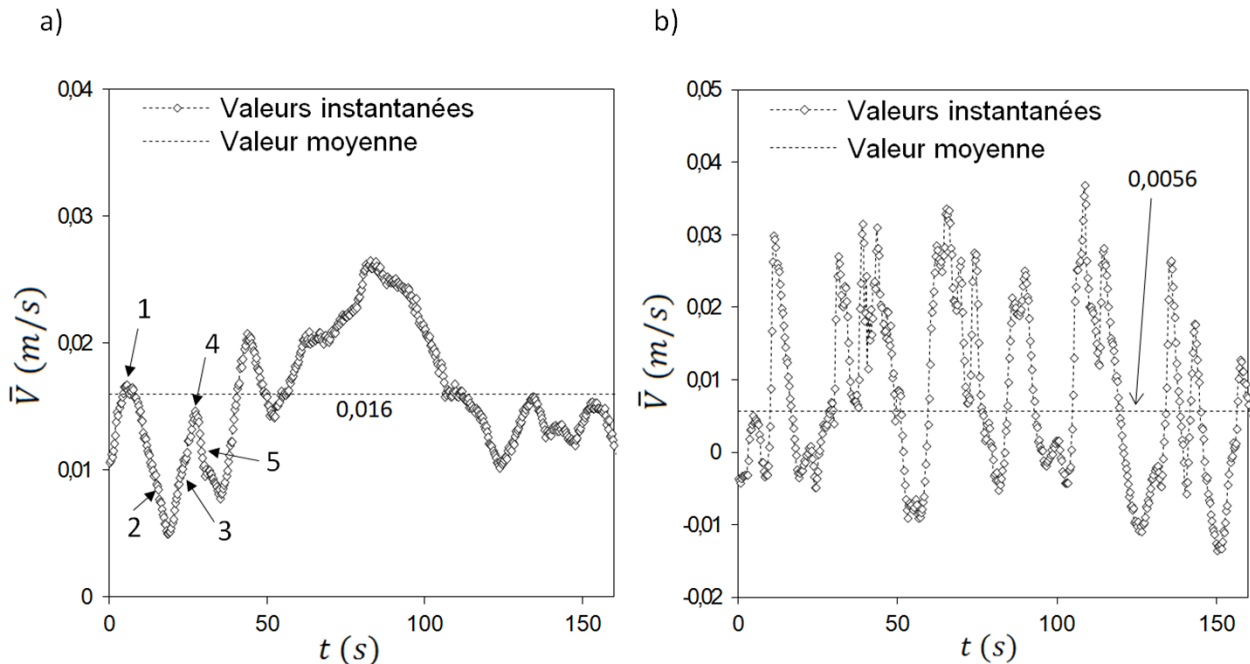 a)
0,04
0,03
0,02
0,01
0
V̄ (m/s)
Valeurs instantanées
Valeur moyenne
1
2
3
4
5
0,016
0
50
100
150
t (s)
b)
0,05
0,04
0,03
0,02
0,01
0
-0,01
-0,02
V̄ (m/s)
Valeurs instantanées
Valeur moyenne
0,0056
0
50
100
150
t (s)